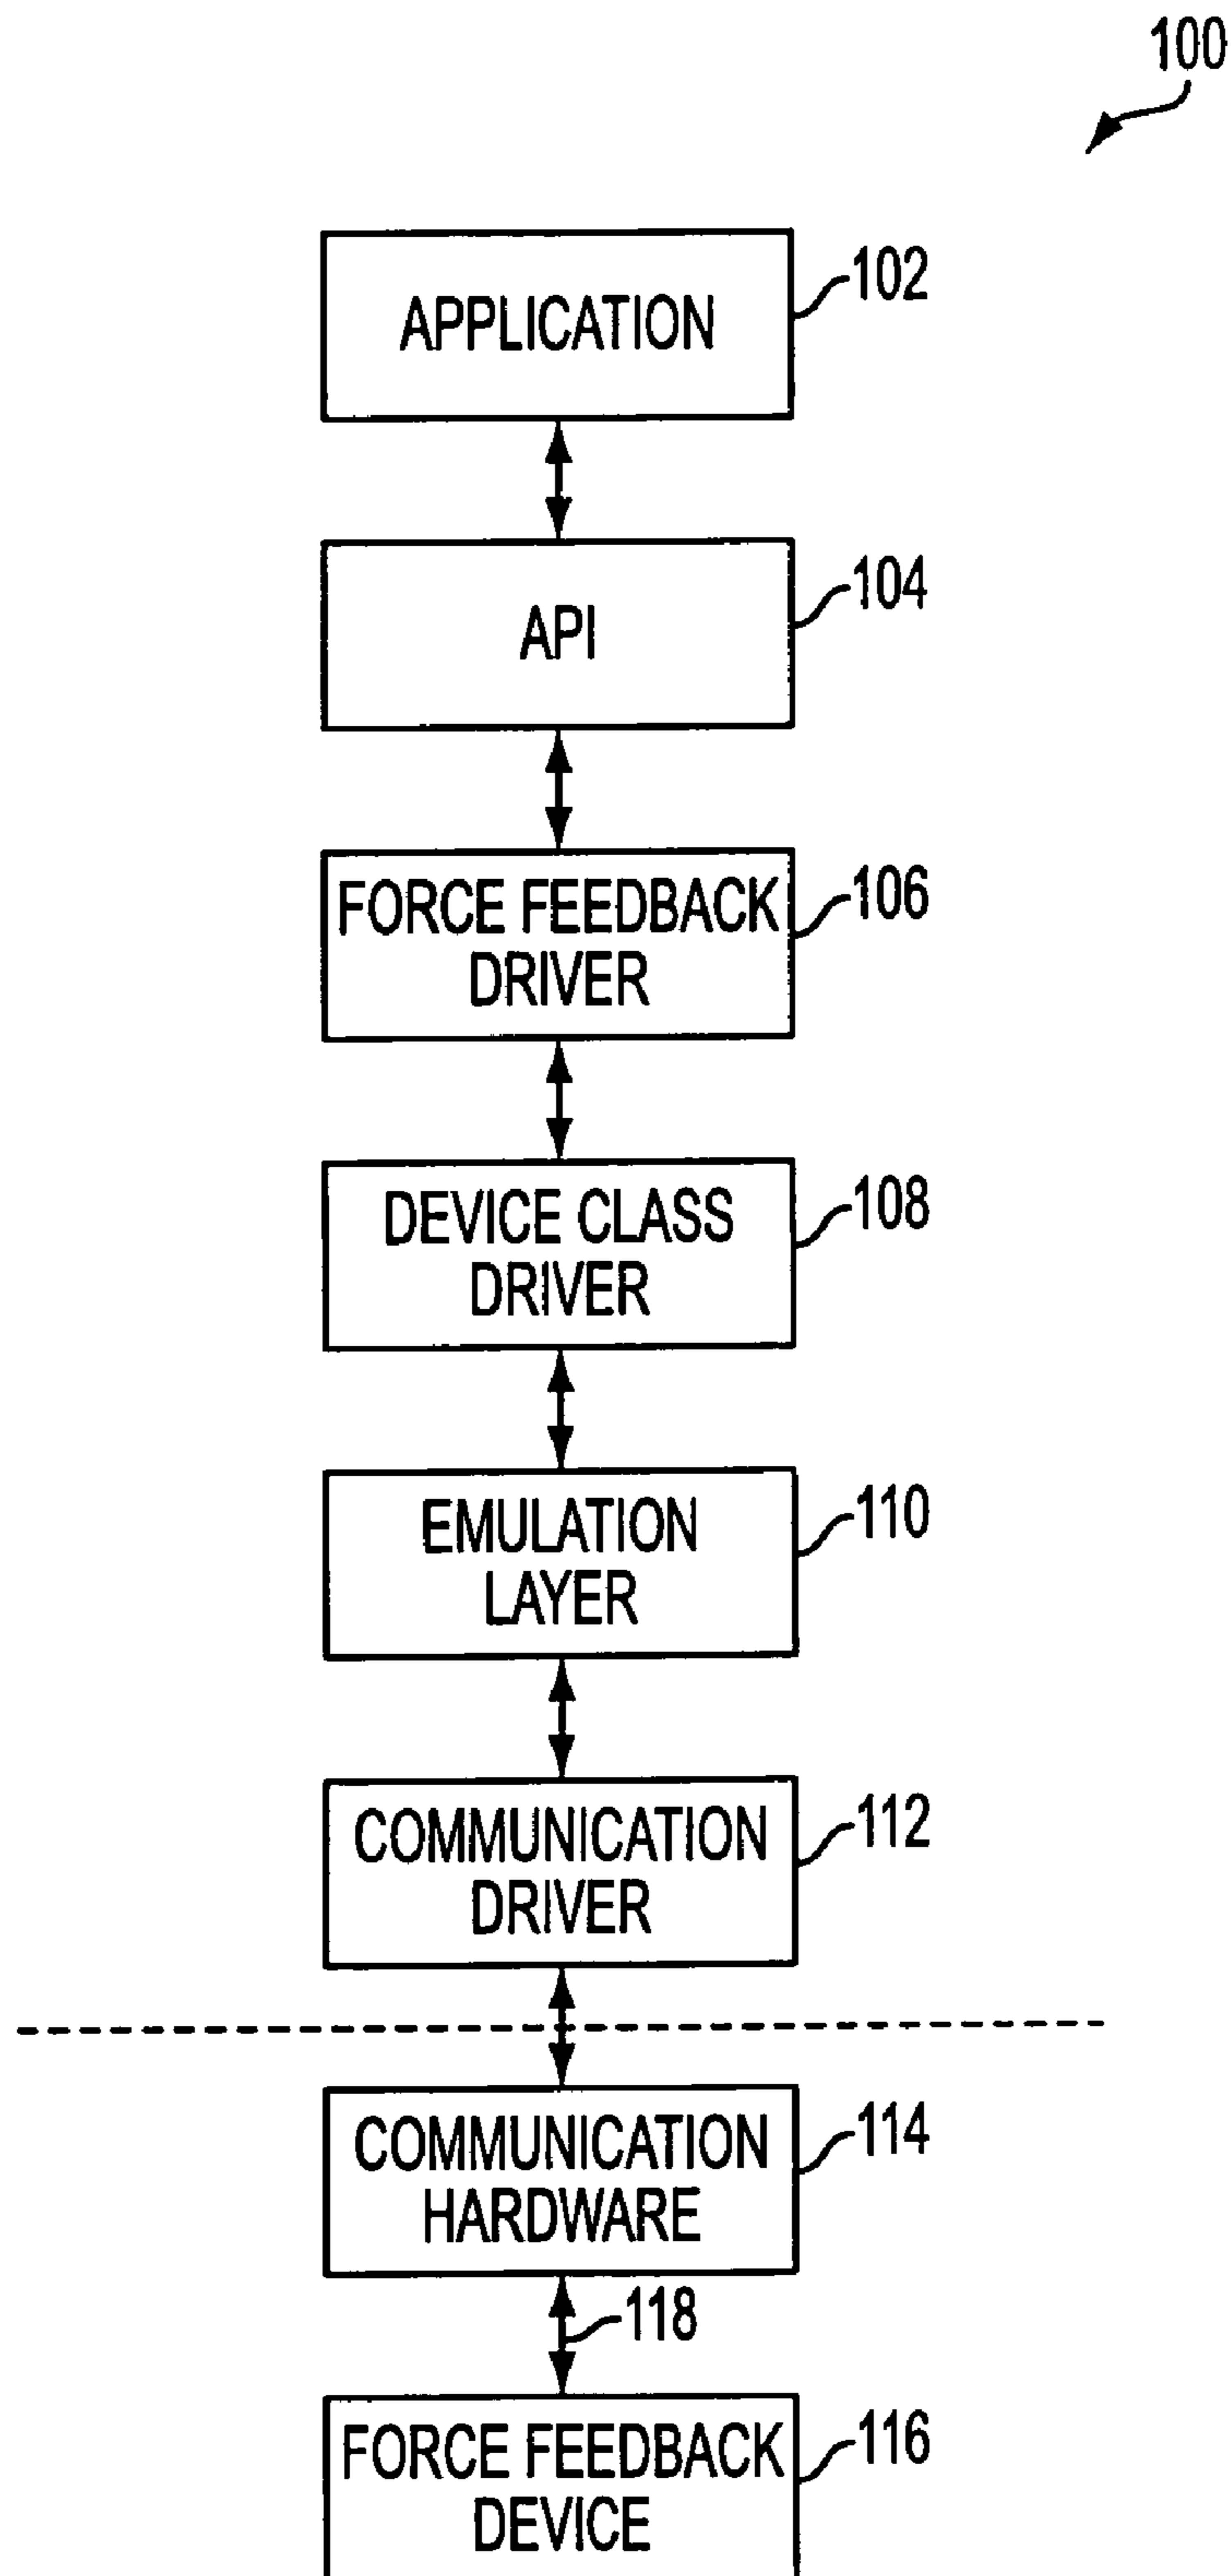 100
APPLICATION
102
API
104
FORCE FEEDBACK
DRIVER
106
DEVICE CLASS
DRIVER
108
EMULATION
LAYER
110
COMMUNICATION
DRIVER
112
COMMUNICATION
HARDWARE
114
118
FORCE FEEDBACK
DEVICE
116